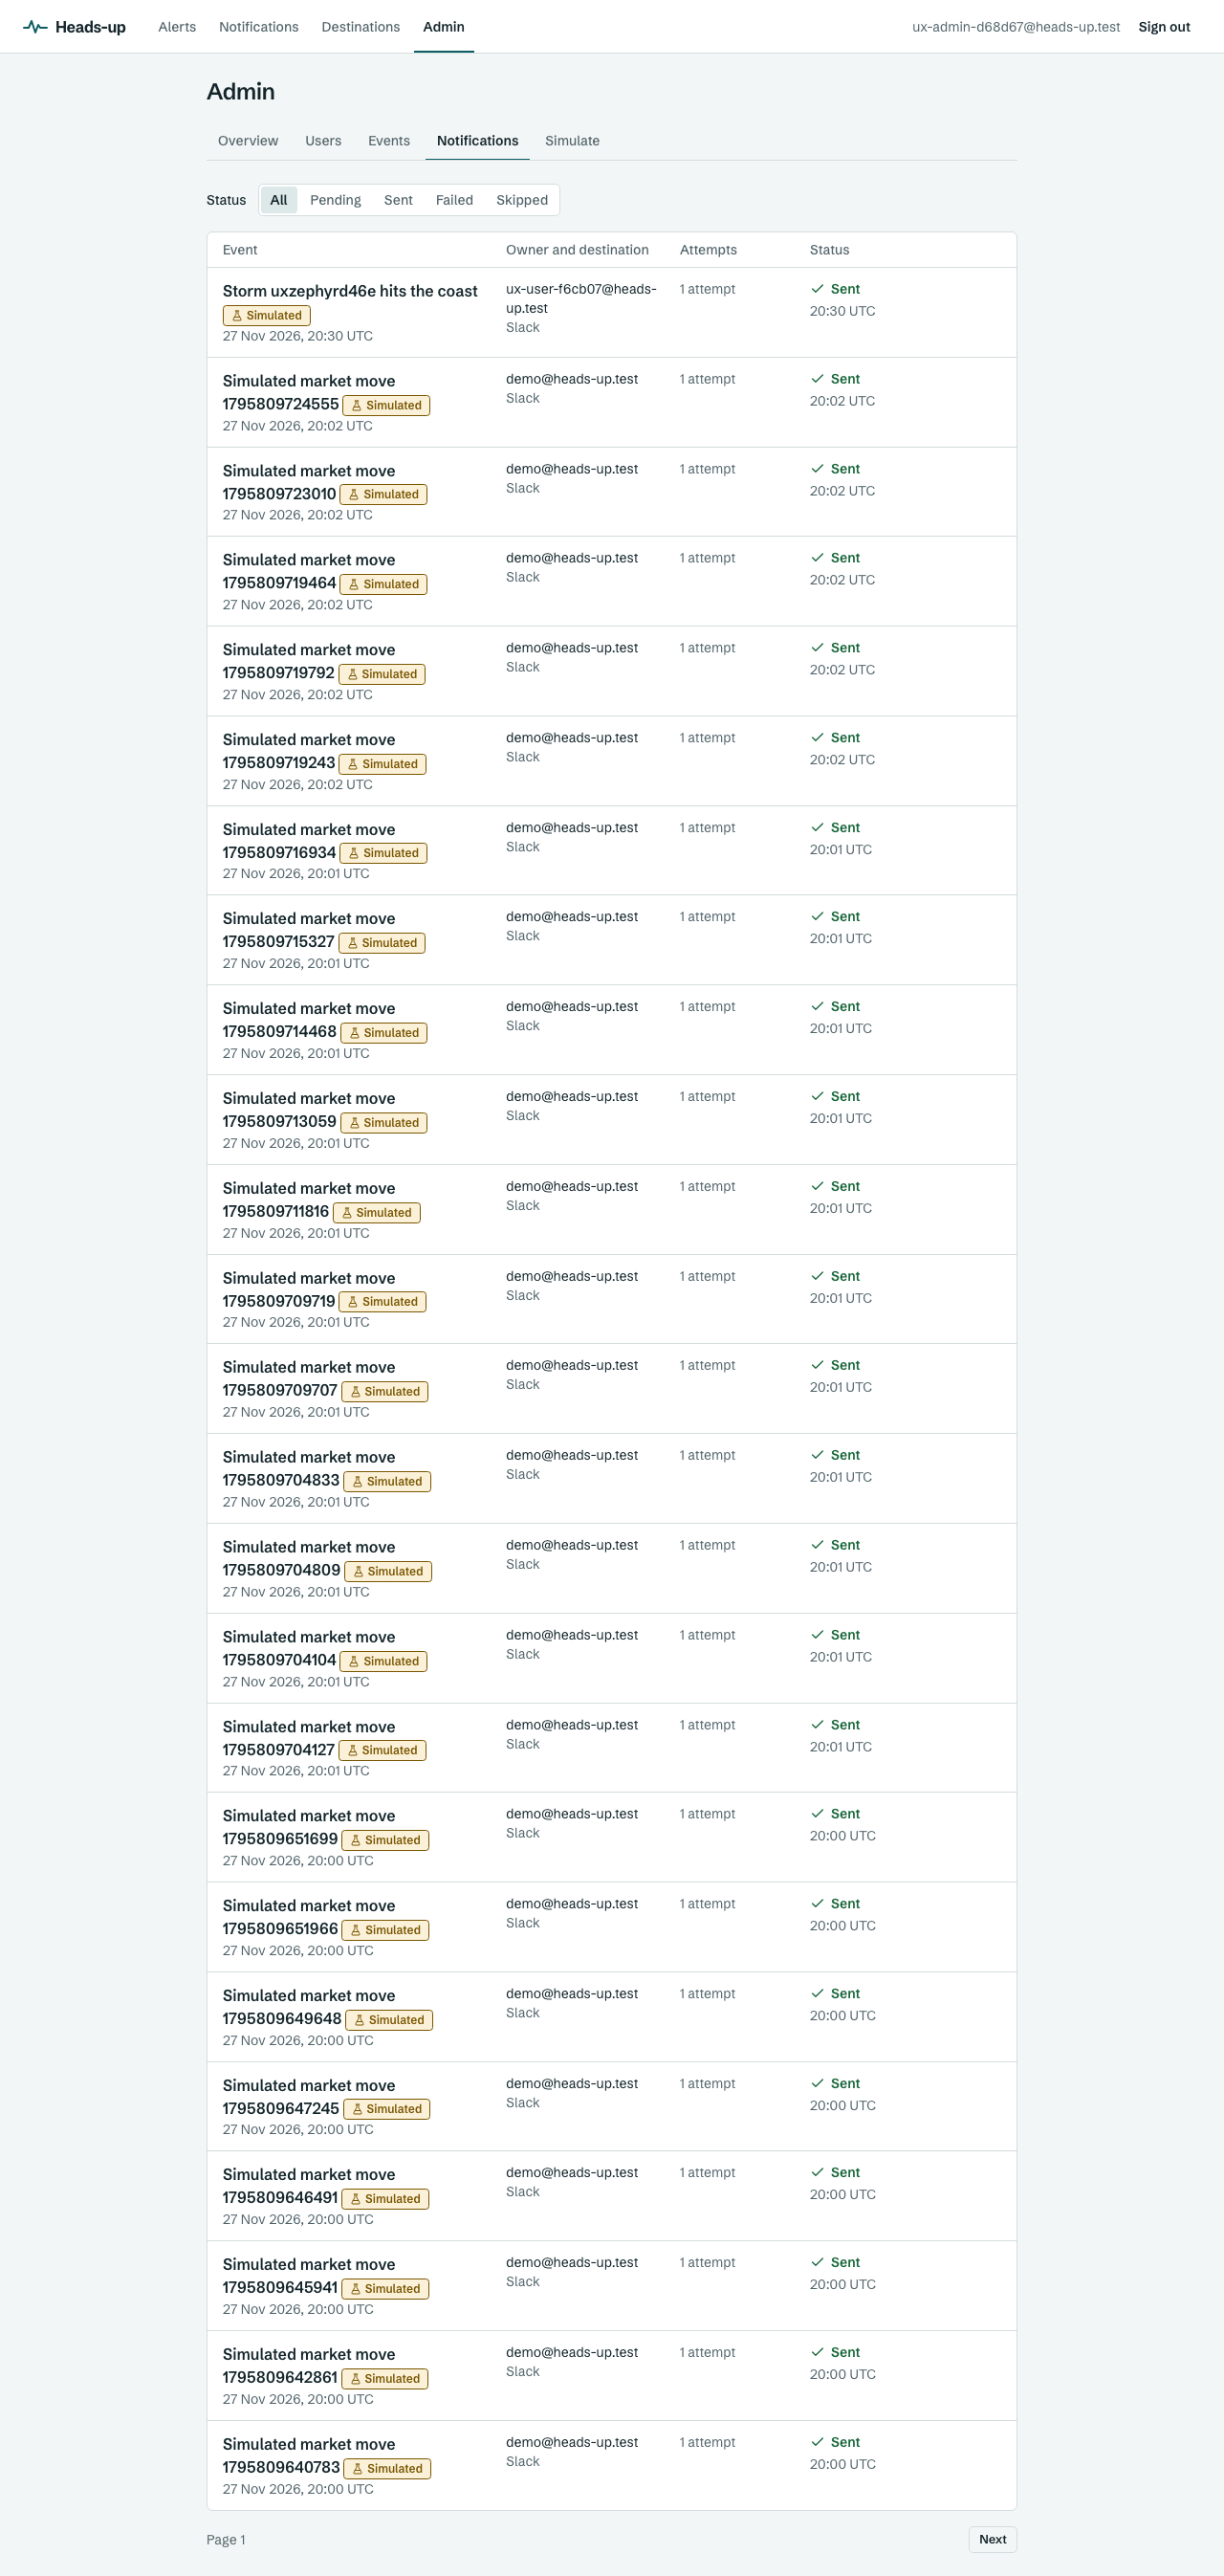 Heads-up Alerts Notifications Destinations Admin ux-admin-d68d67@heads-up.test Sign out
Admin
Overview Users Events Notifications Simulate
Status All Pending Sent Failed Skipped
Event Owner and destination Attempts Status
Storm uxzephyrd46e hits the coast ux-user-f6cb07@heads-up.test 1 attempt Sent
Simulated Slack 20:30 UTC
27 Nov 2026, 20:30 UTC
Simulated market move demo@heads-up.test 1 attempt Sent
1795809724555 Simulated Slack 20:02 UTC
27 Nov 2026, 20:02 UTC
Simulated market move demo@heads-up.test 1 attempt Sent
1795809723010 Simulated Slack 20:02 UTC
27 Nov 2026, 20:02 UTC
Simulated market move demo@heads-up.test 1 attempt Sent
1795809719464 Simulated Slack 20:02 UTC
27 Nov 2026, 20:02 UTC
Simulated market move demo@heads-up.test 1 attempt Sent
1795809719792 Simulated Slack 20:02 UTC
27 Nov 2026, 20:02 UTC
Simulated market move demo@heads-up.test 1 attempt Sent
1795809719243 Simulated Slack 20:02 UTC
27 Nov 2026, 20:02 UTC
Simulated market move demo@heads-up.test 1 attempt Sent
1795809716934 Simulated Slack 20:01 UTC
27 Nov 2026, 20:01 UTC
Simulated market move demo@heads-up.test 1 attempt Sent
1795809715327 Simulated Slack 20:01 UTC
27 Nov 2026, 20:01 UTC
Simulated market move demo@heads-up.test 1 attempt Sent
1795809714468 Simulated Slack 20:01 UTC
27 Nov 2026, 20:01 UTC
Simulated market move demo@heads-up.test 1 attempt Sent
1795809713059 Simulated Slack 20:01 UTC
27 Nov 2026, 20:01 UTC
Simulated market move demo@heads-up.test 1 attempt Sent
1795809711816 Simulated Slack 20:01 UTC
27 Nov 2026, 20:01 UTC
Simulated market move demo@heads-up.test 1 attempt Sent
1795809709719 Simulated Slack 20:01 UTC
27 Nov 2026, 20:01 UTC
Simulated market move demo@heads-up.test 1 attempt Sent
1795809709707 Simulated Slack 20:01 UTC
27 Nov 2026, 20:01 UTC
Simulated market move demo@heads-up.test 1 attempt Sent
1795809704833 Simulated Slack 20:01 UTC
27 Nov 2026, 20:01 UTC
Simulated market move demo@heads-up.test 1 attempt Sent
1795809704809 Simulated Slack 20:01 UTC
27 Nov 2026, 20:01 UTC
Simulated market move demo@heads-up.test 1 attempt Sent
1795809704104 Simulated Slack 20:01 UTC
27 Nov 2026, 20:01 UTC
Simulated market move demo@heads-up.test 1 attempt Sent
1795809704127 Simulated Slack 20:01 UTC
27 Nov 2026, 20:01 UTC
Simulated market move demo@heads-up.test 1 attempt Sent
1795809651699 Simulated Slack 20:00 UTC
27 Nov 2026, 20:00 UTC
Simulated market move demo@heads-up.test 1 attempt Sent
1795809651966 Simulated Slack 20:00 UTC
27 Nov 2026, 20:00 UTC
Simulated market move demo@heads-up.test 1 attempt Sent
1795809649648 Simulated Slack 20:00 UTC
27 Nov 2026, 20:00 UTC
Simulated market move demo@heads-up.test 1 attempt Sent
1795809647245 Simulated Slack 20:00 UTC
27 Nov 2026, 20:00 UTC
Simulated market move demo@heads-up.test 1 attempt Sent
1795809646491 Simulated Slack 20:00 UTC
27 Nov 2026, 20:00 UTC
Simulated market move demo@heads-up.test 1 attempt Sent
1795809645941 Simulated Slack 20:00 UTC
27 Nov 2026, 20:00 UTC
Simulated market move demo@heads-up.test 1 attempt Sent
1795809642861 Simulated Slack 20:00 UTC
27 Nov 2026, 20:00 UTC
Simulated market move demo@heads-up.test 1 attempt Sent
1795809640783 Simulated Slack 20:00 UTC
27 Nov 2026, 20:00 UTC
Page 1 Next